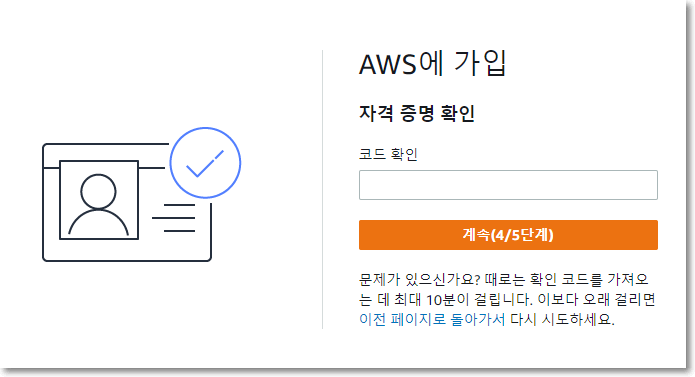 AWS에 가입
자격 증명 확인
코드 확인
계속(4/5단계)
문제가 있으신가요? 때로는 확인 코드를 가져오
는 데 최대 10분이 걸립니다. 이보다 오래 걸리면
이전 페이지로 돌아가서 다시 시도하세요.